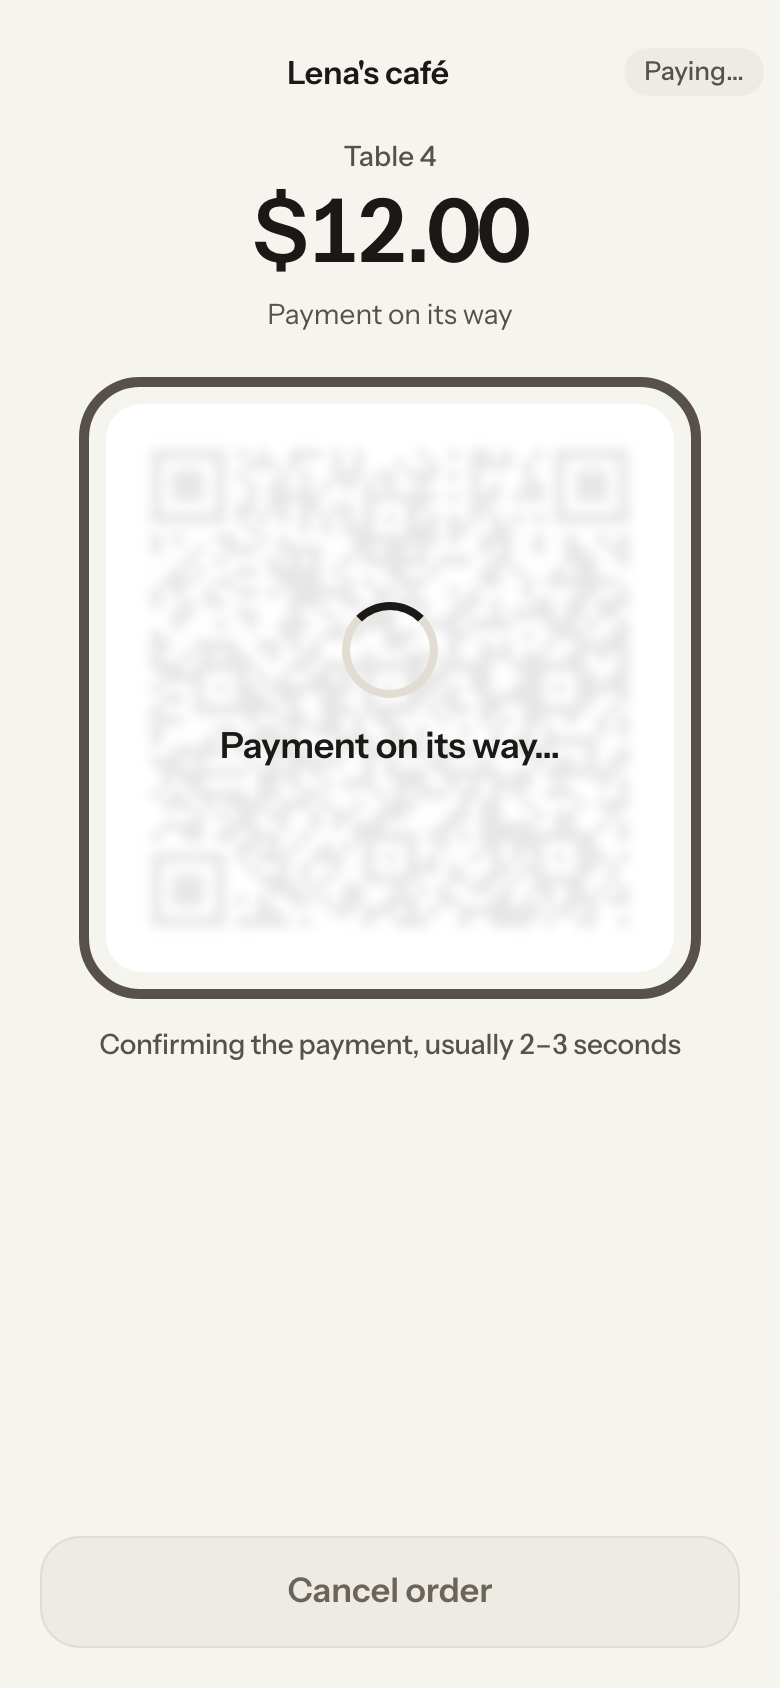 Lena's café
Paying...
Table 4
$12.00
Payment on its way
Payment on its way...
Confirming the payment, usually 2–3 seconds
Cancel order